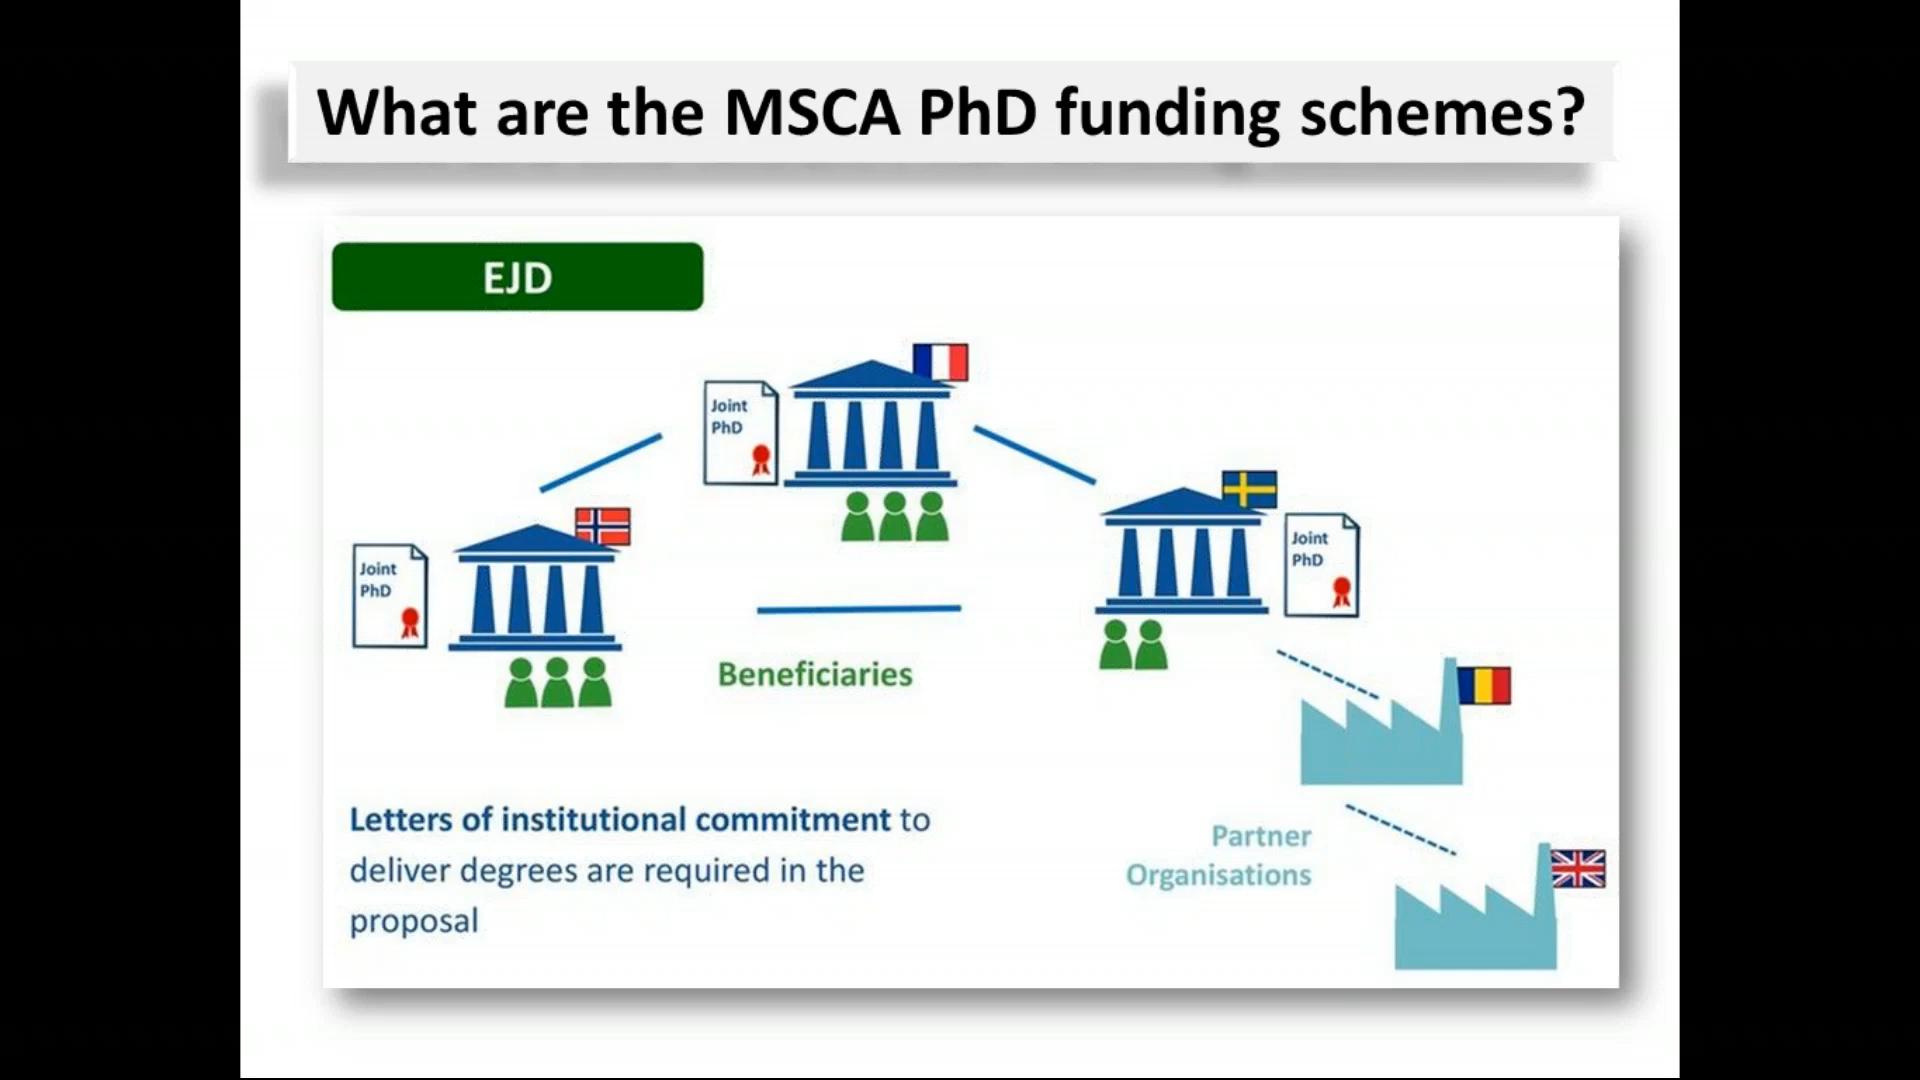 What are the MSCA PhD funding schemes?
EJD
Joint
PhD
Joint
PhD
Joint
PhD
Beneficiaries
Letters of institutional commitment to
deliver degrees are required in the
proposal
Partner
Organisations